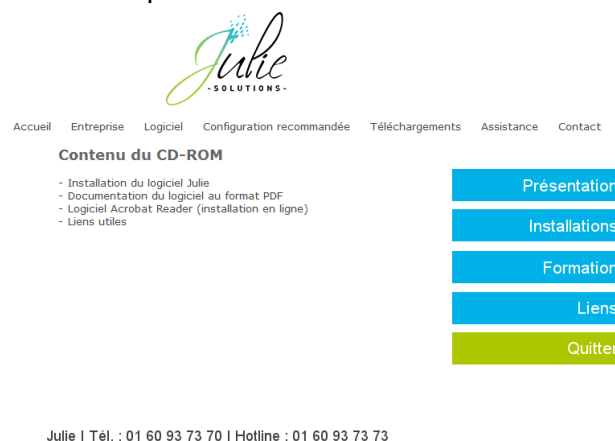 Julie
-SOLUTIONS-
Accueil Entreprise Logiciel Configuration recommandée Téléchargements Assistance Contact
Contenu du CD-ROM
- Installation du logiciel Julie
- Documentation du logiciel au format PDF
- Logiciel Acrobat Reader (installation en ligne)
- Liens utiles
Présentation
Installations
Formation
Liens
Quitter
Julie I Tél. : 01 60 93 73 70 I Hotline : 01 60 93 73 73